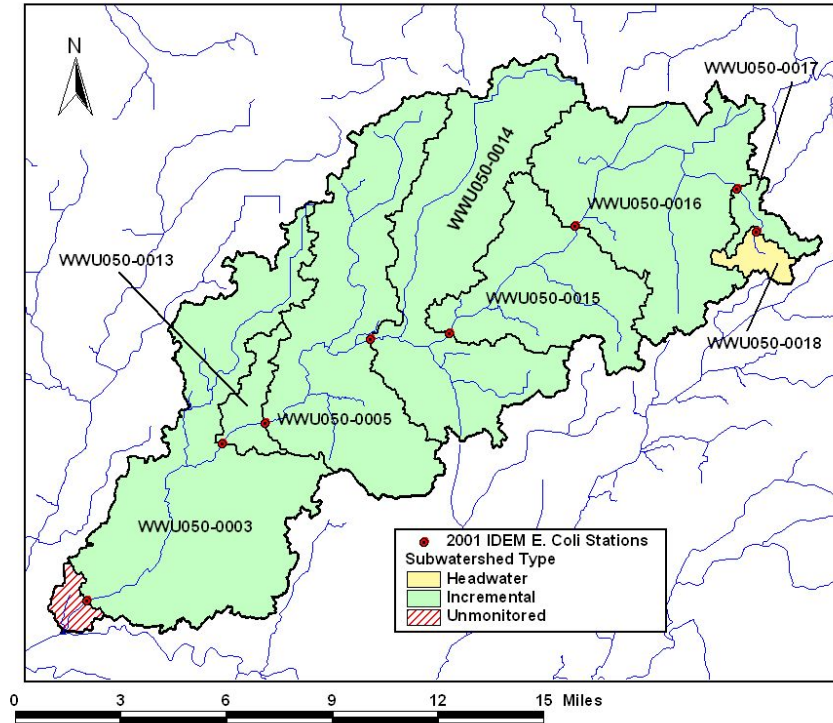 N
WWU050-0017
WWU050-0014
WWU050-0016
WWU050-0013
WWU050-0015
WWU050-0018
WWU050-0005
WWU050-0003
2001 IDEM E. Coli Stations
Subwatershed Type
Headwater
Incremental
Unmonitored
0 3 6 9 12 15 Miles